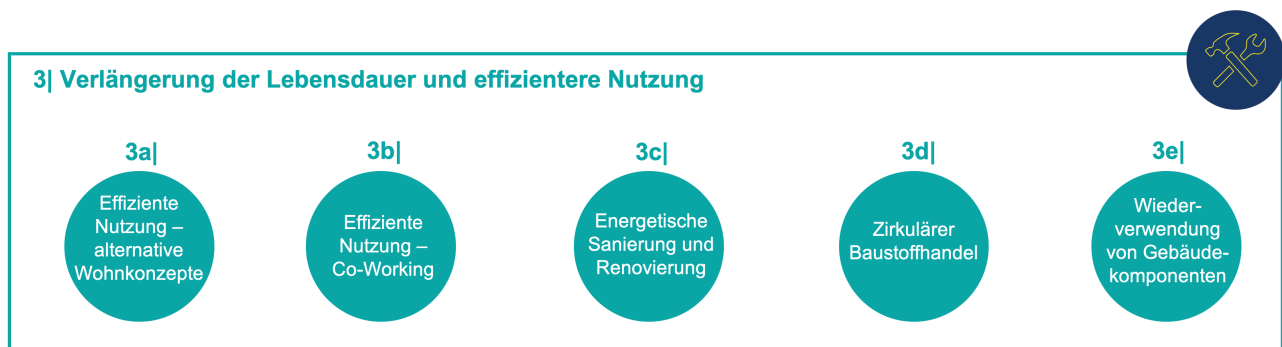 3| Verlängerung der Lebensdauer und effizientere Nutzung
3a|
Effiziente
Nutzung –
alternative
Wohnkonzepte
3b|
Effiziente
Nutzung –
Co-Working
3c|
Energetische
Sanierung und
Renovierung
3d|
Zirkulärer
Baustoffhandel
3e|
Wieder-
verwendung
von Gebäude-
komponenten